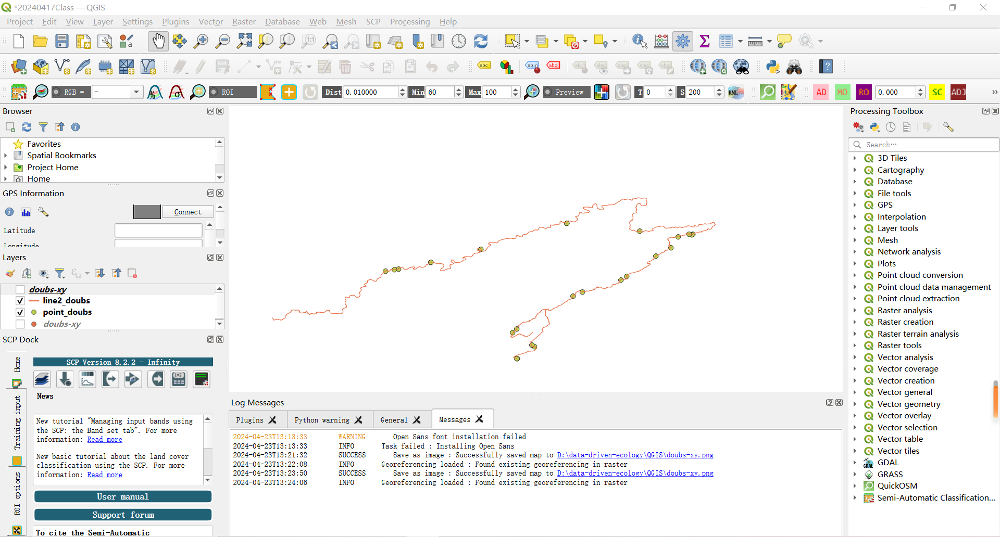 *20240417Class — QGIS
Project Edit View Layer Settings Plugins Vector Raster Database Web Mesh SCP Processing Help
RGB = - ROI Dist 0.010000 Min 60 Max 100 Preview T 0 S 200 KML AD MO RO 0.000 SC ADJ »
Browser
Favorites
Spatial Bookmarks
Project Home
Home
GPS Information
Connect
Latitude
Longitude
Layers
doubs-xy
line2_doubs
point_doubs
doubs-xy
SCP Dock
Home
Training input
ROI options
SCP Version 8.2.2 - Infinity
News
New tutorial "Managing input bands using
the SCP: the Band set tab". For more
information: Read more
New basic tutorial about the land cover
classification using the SCP. For more
information: Read more
User manual
Support forum
To cite the Semi-Automatic
Log Messages
Plugins Python warning General Messages
2024-04-23T13:13:33 WARNING Open Sans font installation failed
2024-04-23T13:13:33 INFO Task failed : Installing Open Sans
2024-04-23T13:21:32 SUCCESS Save as image : Successfully saved map to D:\data-driven-ecology\QGIS\doubs-xy.png
2024-04-23T13:22:08 INFO Georeferencing loaded : Found existing georeferencing in raster
2024-04-23T13:23:50 SUCCESS Save as image : Successfully saved map to D:\data-driven-ecology\QGIS\doubs-xy.png
2024-04-23T13:24:06 INFO Georeferencing loaded : Found existing georeferencing in raster
Processing Toolbox
Search…
3D Tiles
Cartography
Database
File tools
GPS
Interpolation
Layer tools
Mesh
Network analysis
Plots
Point cloud conversion
Point cloud data management
Point cloud extraction
Raster analysis
Raster creation
Raster terrain analysis
Raster tools
Vector analysis
Vector coverage
Vector creation
Vector general
Vector geometry
Vector overlay
Vector selection
Vector table
Vector tiles
GDAL
GRASS
QuickOSM
Semi-Automatic Classification...